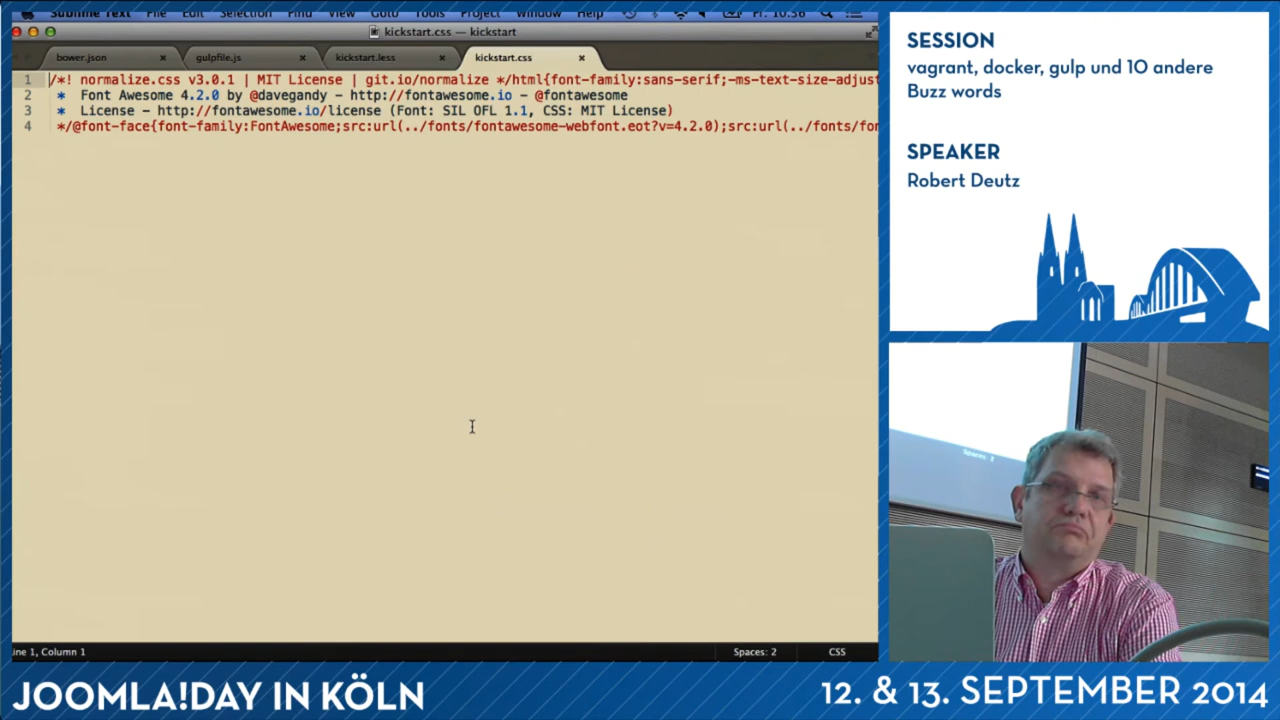 Sublime Text File Edit Selection Find View Goto Tools Project Window Help Fr. 10:36
kickstart.css — kickstart
bower.json × gulpfile.js × kickstart.less × kickstart.css ×
1 /*! normalize.css v3.0.1 | MIT License | git.io/normalize */html{font-family:sans-serif;-ms-text-size-adjust
2 * Font Awesome 4.2.0 by @davegandy - http://fontawesome.io - @fontawesome
3 * License - http://fontawesome.io/license (Font: SIL OFL 1.1, CSS: MIT License)
4 */@font-face{font-family:FontAwesome;src:url(../fonts/fontawesome-webfont.eot?v=4.2.0);src:url(../fonts/fon
ine 1, Column 1
Spaces: 2
CSS
SESSION
vagrant, docker, gulp und 10 andere
Buzz words
SPEAKER
Robert Deutz
Spaces: 2
JOOMLA!DAY IN KÖLN
12. & 13. SEPTEMBER 2014